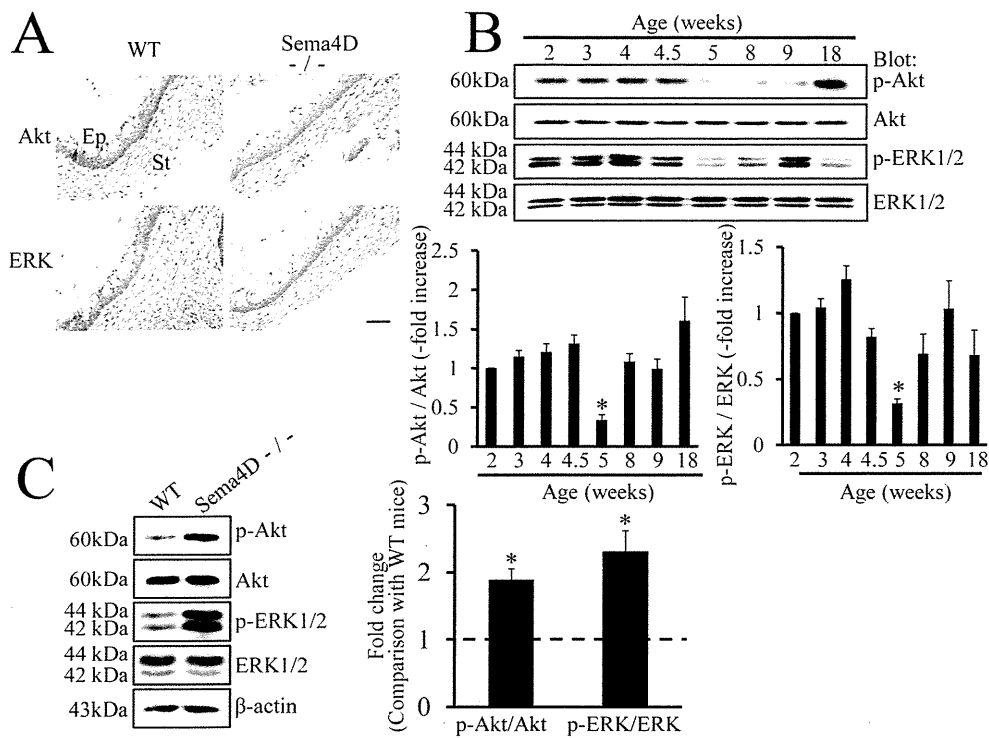 A
WT
Sema4D
- / -
Akt
Ep
St
ERK
B
Age (weeks)
2 3 4 4.5 5 8 9 18
Blot:
60kDa
p-Akt
60kDa
Akt
44 kDa
42 kDa
p-ERK1/2
44 kDa
42 kDa
ERK1/2
p-Akt / Akt (-fold increase)
2.5
2
1.5
1
0.5
0
*
2 3 4 4.5 5 8 9 18
Age (weeks)
p-ERK / ERK (-fold increase)
1.5
1
0.5
0
*
2 3 4 4.5 5 8 9 18
Age (weeks)
C
WT
Sema4D - / -
60kDa
p-Akt
60kDa
Akt
44 kDa
42 kDa
p-ERK1/2
44 kDa
42 kDa
ERK1/2
43kDa
β-actin
Fold change
(Comparison with WT mice)
3
2
1
0
*
*
p-Akt/Akt p-ERK/ERK